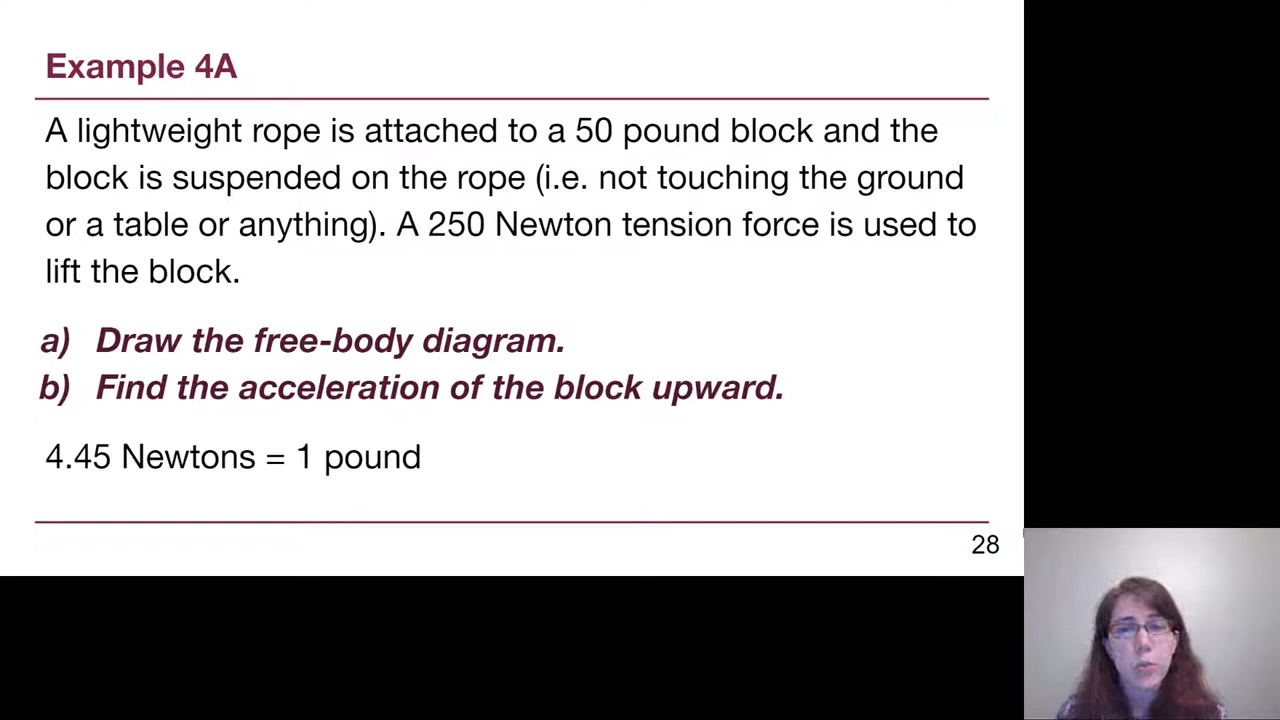 Example 4A
A lightweight rope is attached to a 50 pound block and the
block is suspended on the rope (i.e. not touching the ground
or a table or anything). A 250 Newton tension force is used to
lift the block.
a) Draw the free-body diagram.
b) Find the acceleration of the block upward.
4.45 Newtons = 1 pound
28